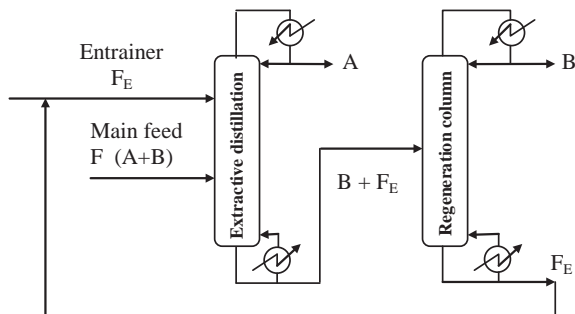 Entrainer
F_E
Main feed
F (A+B)
Extractive distillation
A
B + F_E
Regeneration column
B
F_E